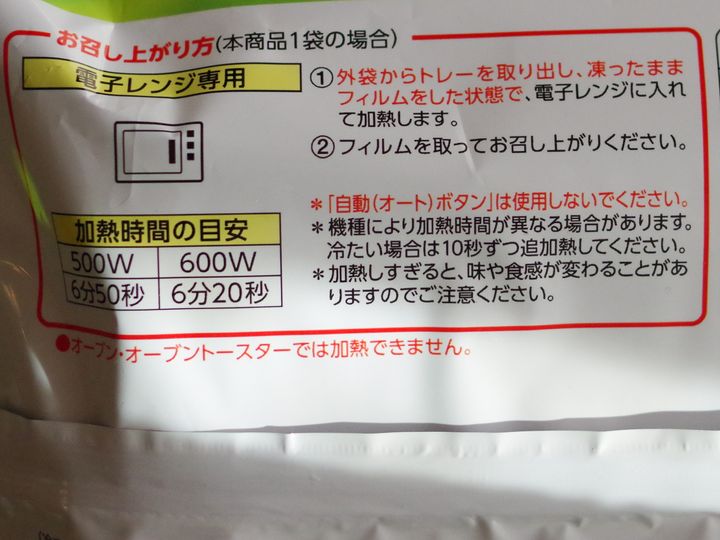 お召し上がり方(本商品1袋の場合)
電子レンジ専用
①外袋からトレーを取り出し、凍ったまま
フィルムをした状態で、電子レンジに入れ
て加熱します。
②フィルムを取ってお召し上がりください。
加熱時間の目安
500W 600W
6分50秒 6分20秒
＊「自動(オート)ボタン」は使用しないでください。
＊機種により加熱時間が異なる場合があります。
冷たい場合は10秒ずつ追加熱してください。
＊加熱しすぎると、味や食感が変わることがあ
りますのでご注意ください。
●オーブン・オーブントースターでは加熱できません。